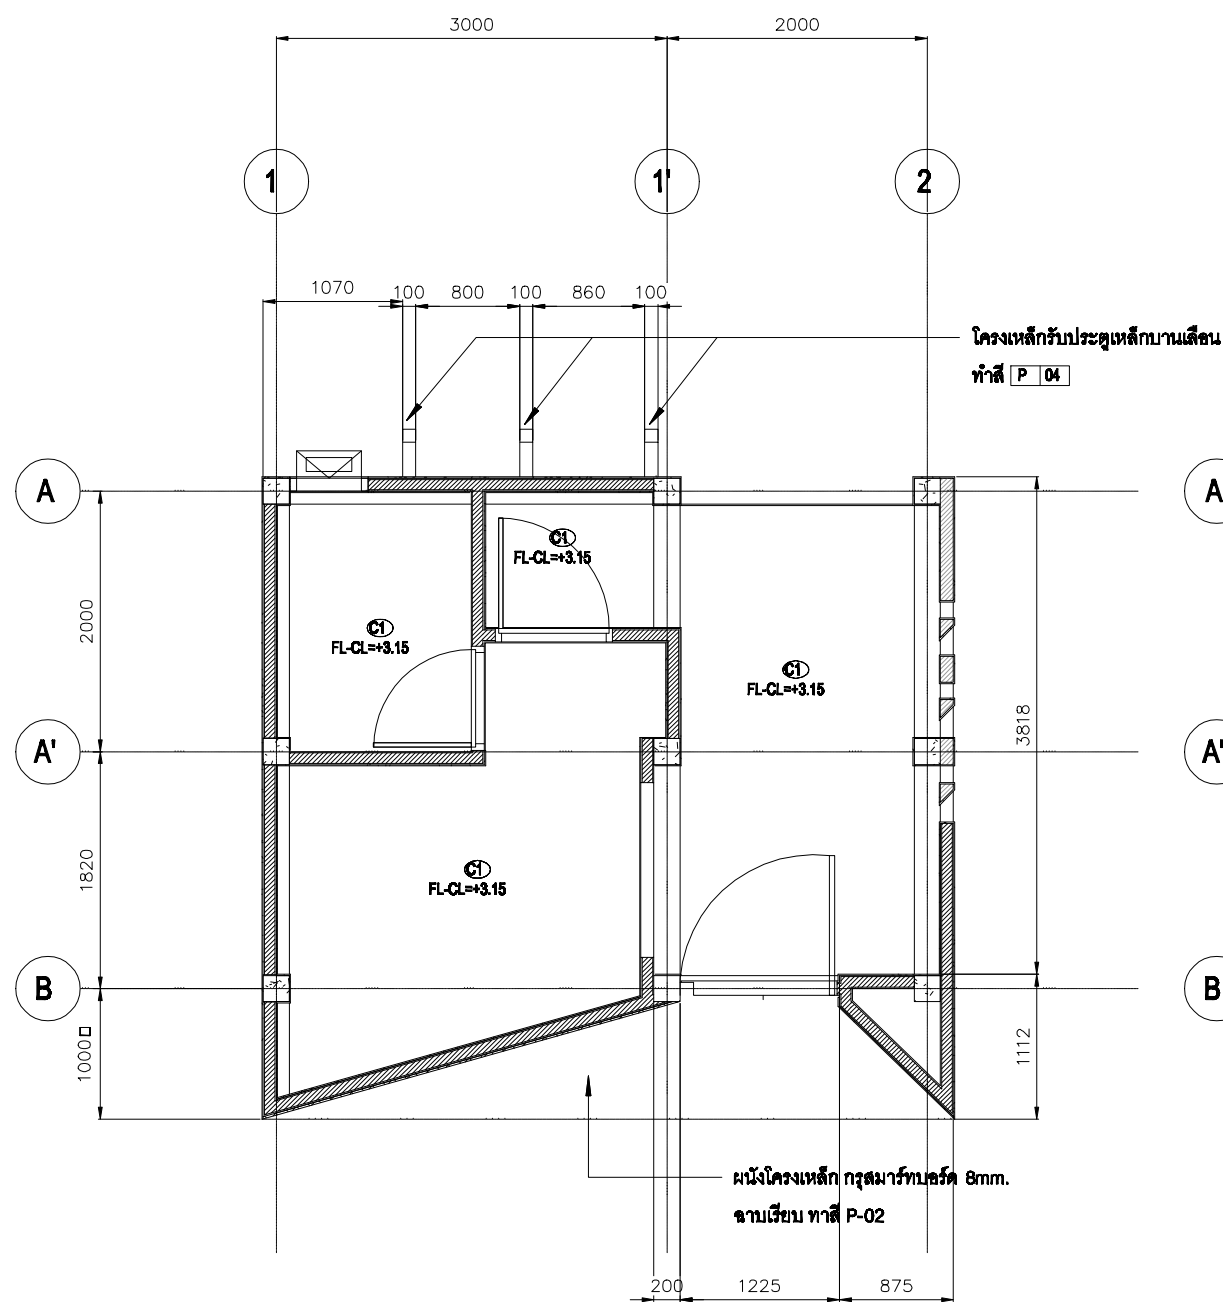 3000
2000
1
1'
2
1070
100
800
100
860
100
โครงเหล็กรับประตูเหล็กบานเลื่อน
ทำสี P 04
A
A
C1
FL-CL=+3.15
2000
C1
FL-CL=+3.15
C1
FL-CL=+3.15
3818
A'
A'
1820
C1
FL-CL=+3.15
B
B
1000□
1112
ผนังโครงเหล็ก กรุสมาร์ทบอร์ด 8mm.
ฉาบเรียบ ทาสี P-02
200
1225
875